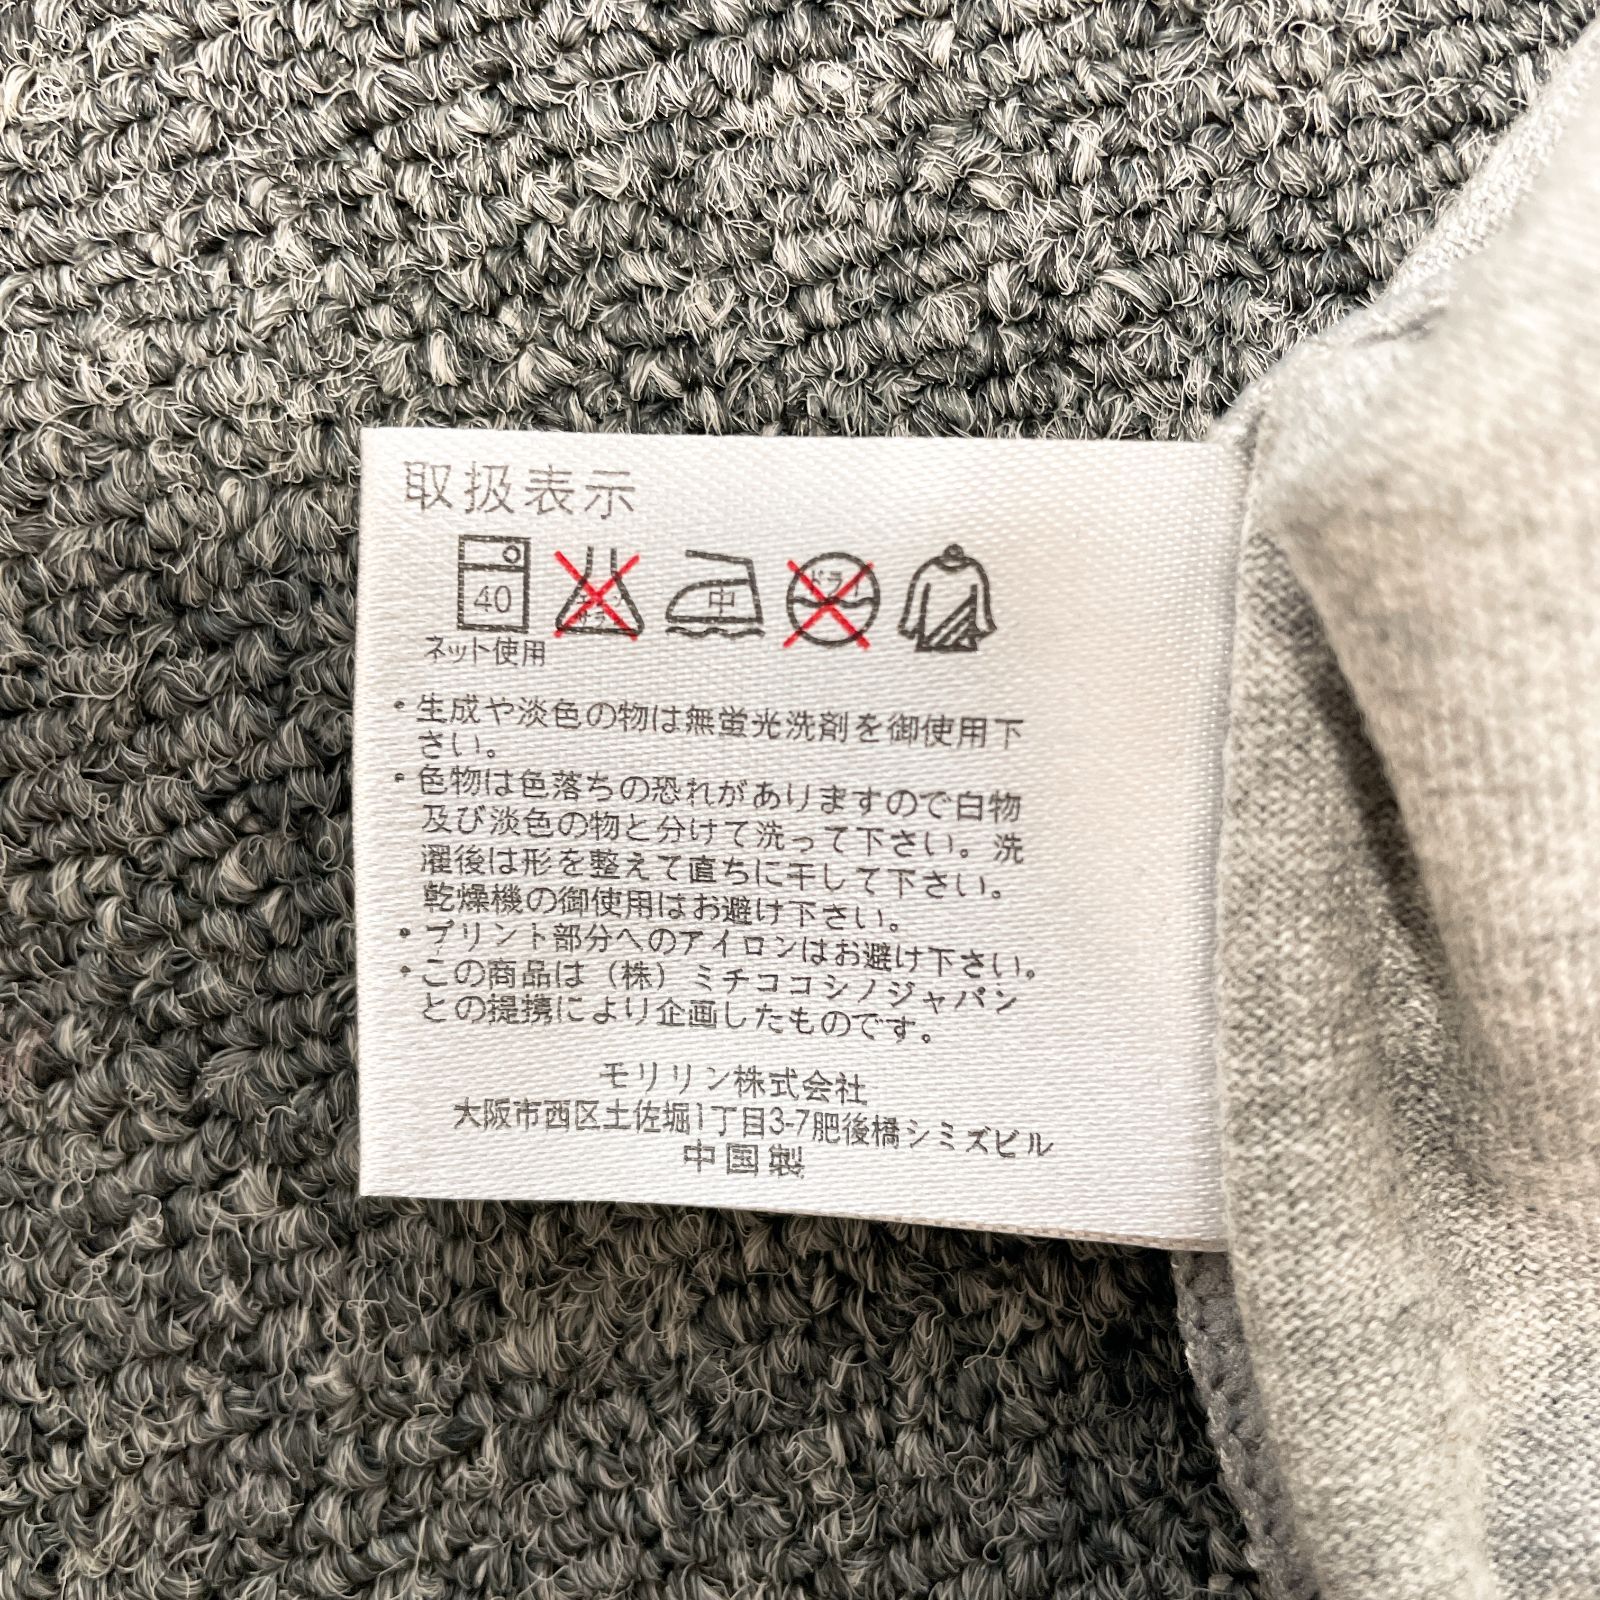 取扱表示
40 中 ドライ
ネット使用
・生成や淡色の物は無蛍光洗剤を御使用下
さい。
・色物は色落ちの恐れがありますので白物
及び淡色の物と分けて洗って下さい。洗
濯後は形を整えて直ちに干して下さい。
乾燥機の御使用はお避け下さい。
・プリント部分へのアイロンはお避け下さい。
・この商品は（株）ミチココシノジャパン
との提携により企画したものです。
モリリン株式会社
大阪市西区土佐堀1丁目3-7肥後橋シミズビル
中国製